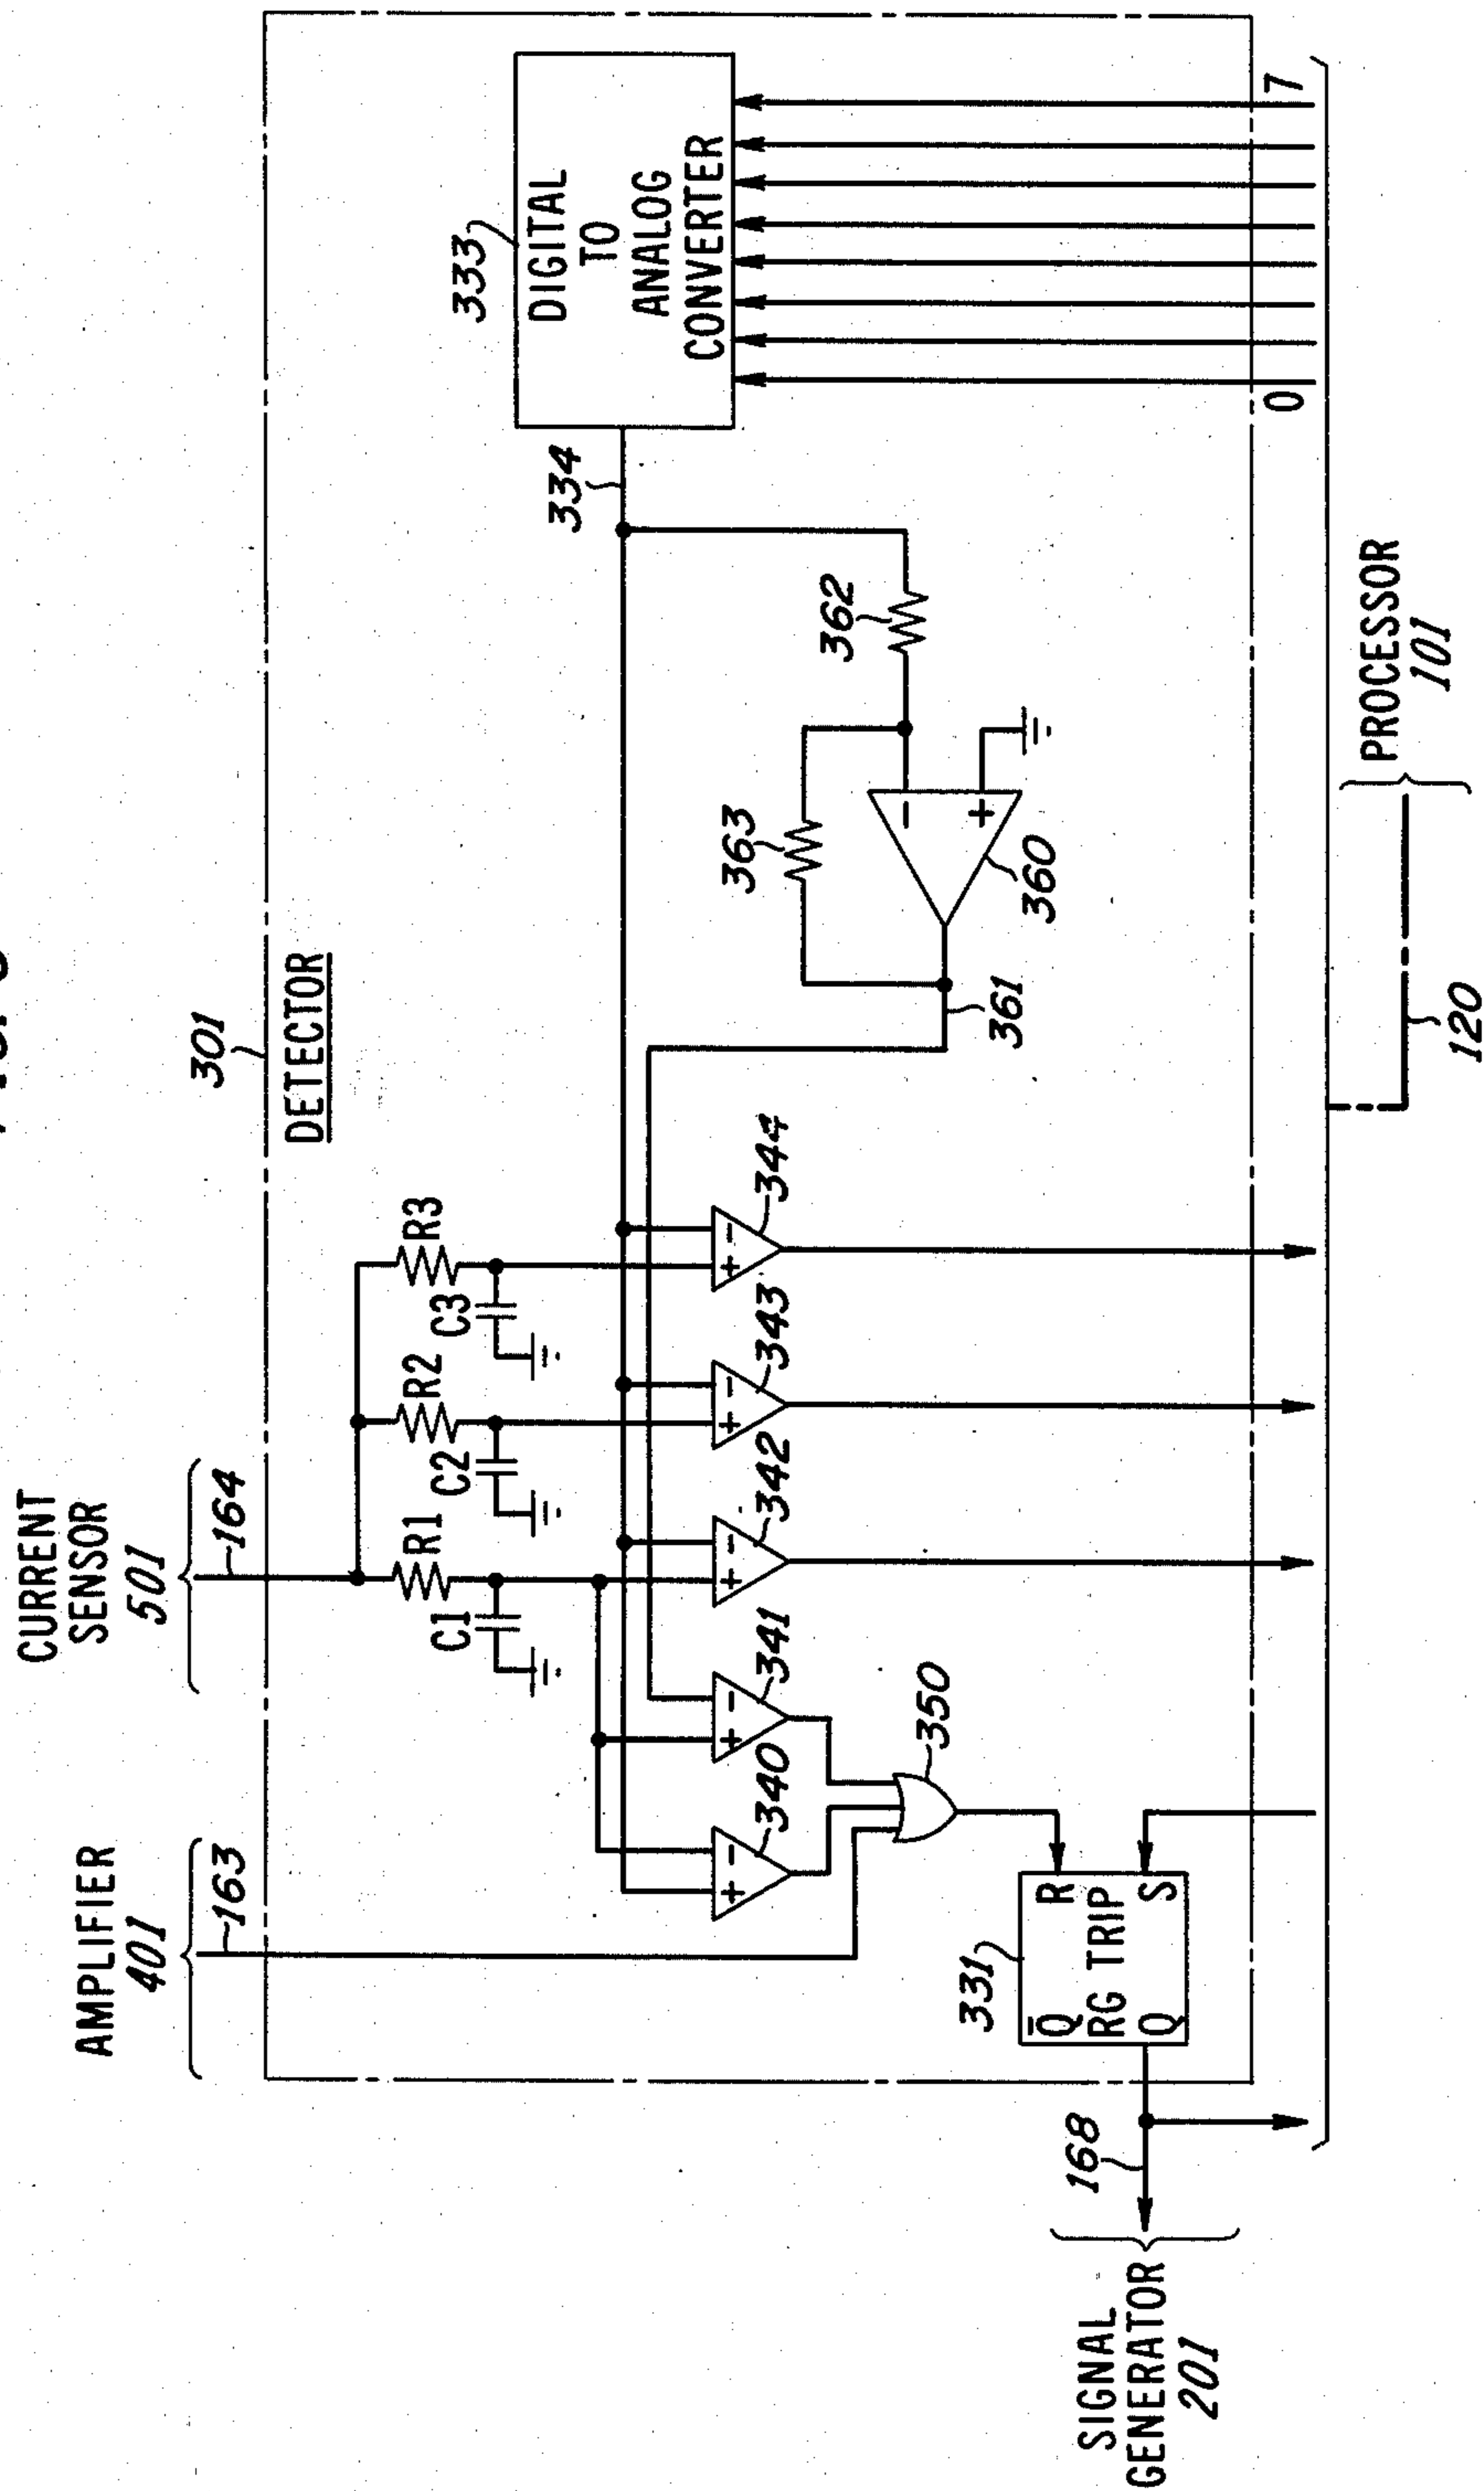 301
DETECTOR
CURRENT
SENSOR
501
164
AMPLIFIER
401
163
R1
R2
R3
C1
C2
C3
340
341
342
343
344
+
-
+
-
+
-
+
-
+
-
350
331
R
S
RG TRIP
Q̅
Q
168
SIGNAL
GENERATOR
201
361
363
362
-
+
360
334
333
DIGITAL
TO
ANALOG
CONVERTER
0
7
PROCESSOR
101
120